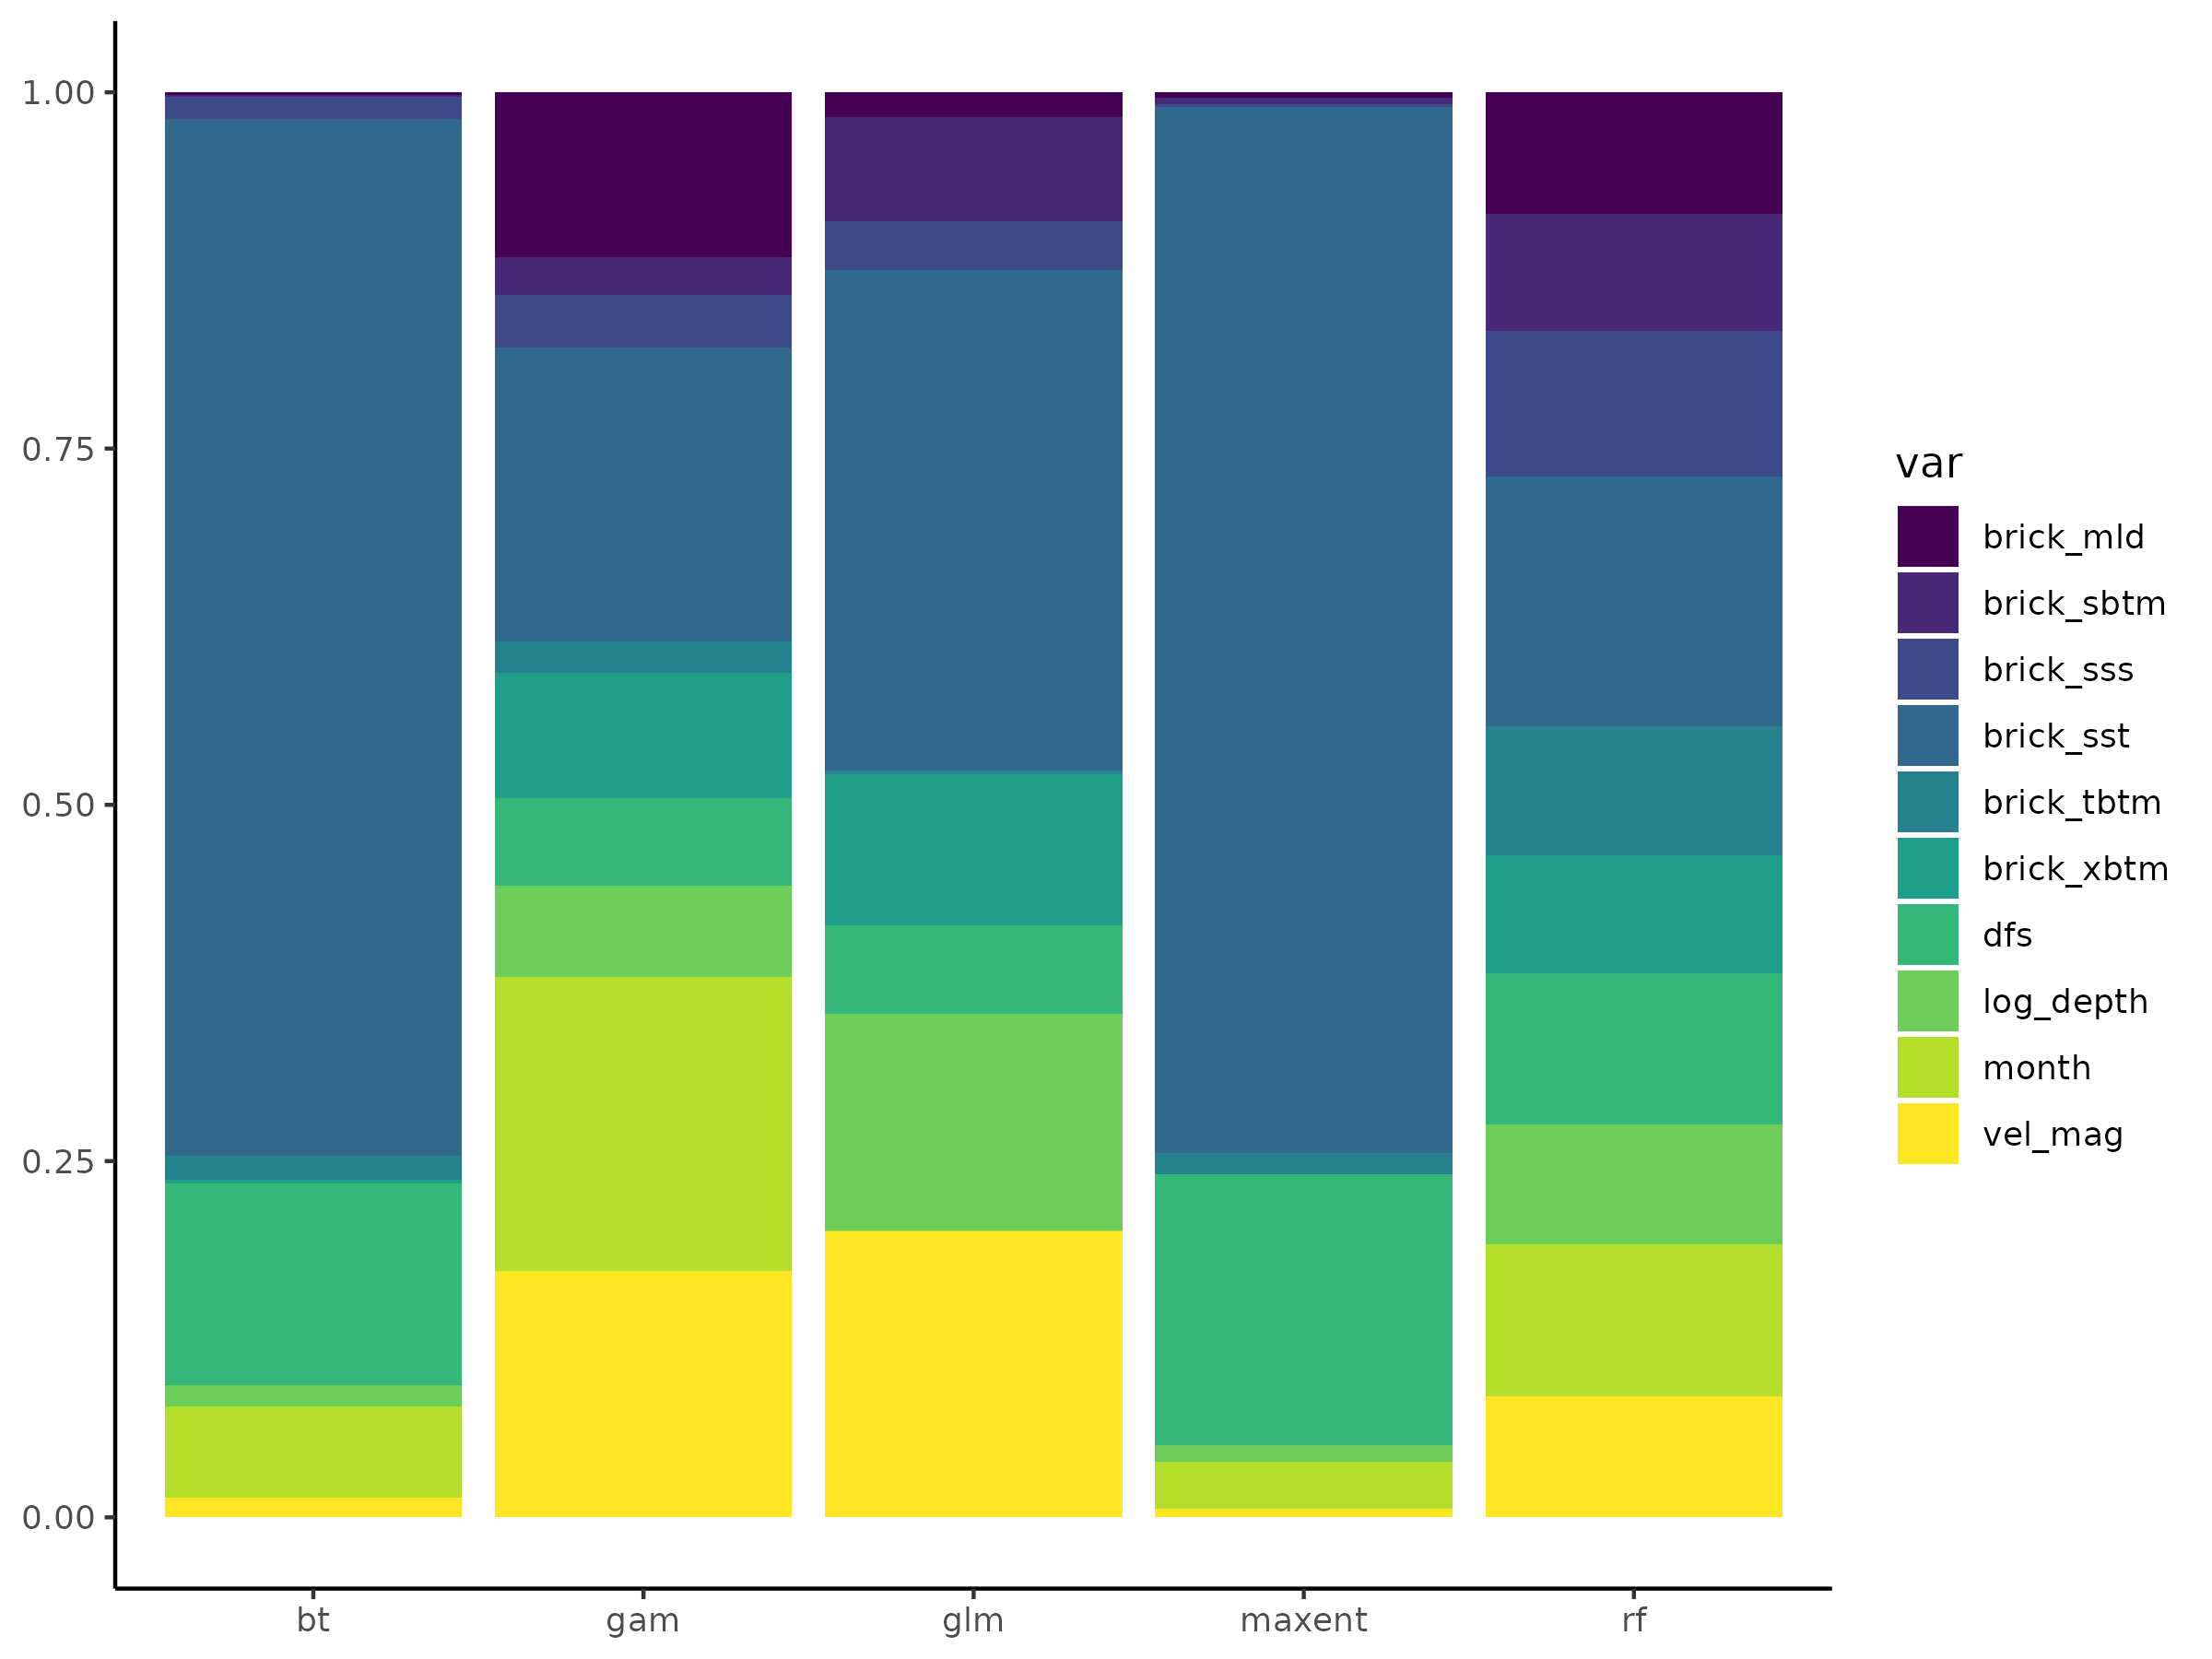 1.00
0.75
0.50
0.25
0.00
bt
gam
glm
maxent
rf
var
brick_mld
brick_sbtm
brick_sss
brick_sst
brick_tbtm
brick_xbtm
dfs
log_depth
month
vel_mag